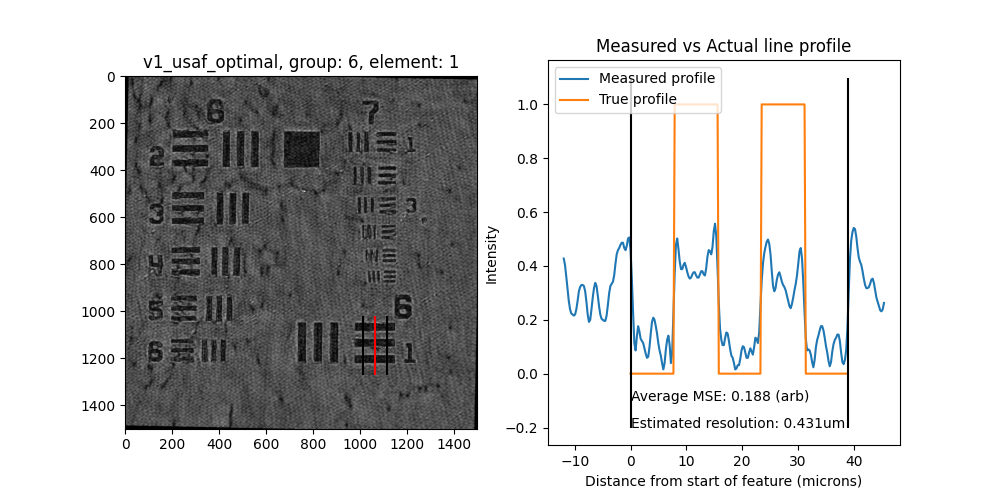 v1_usaf_optimal, group: 6, element: 1
0
200
400
600
800
1000
1200
1400
0 200 400 600 800 1000 1200 1400
6 7
2 1
3 3
4
5 6
6 1
Measured vs Actual line profile
Measured profile
True profile
Intensity
1.0
0.8
0.6
0.4
0.2
0.0
−0.2
Average MSE: 0.188 (arb)
Estimated resolution: 0.431um
−10 0 10 20 30 40
Distance from start of feature (microns)